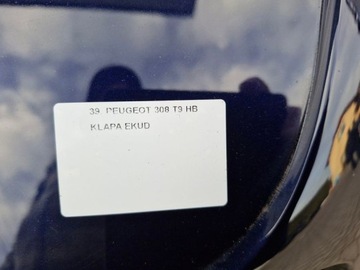 39. PEUGEOT 308 T9 HB
KLAPA EKUD